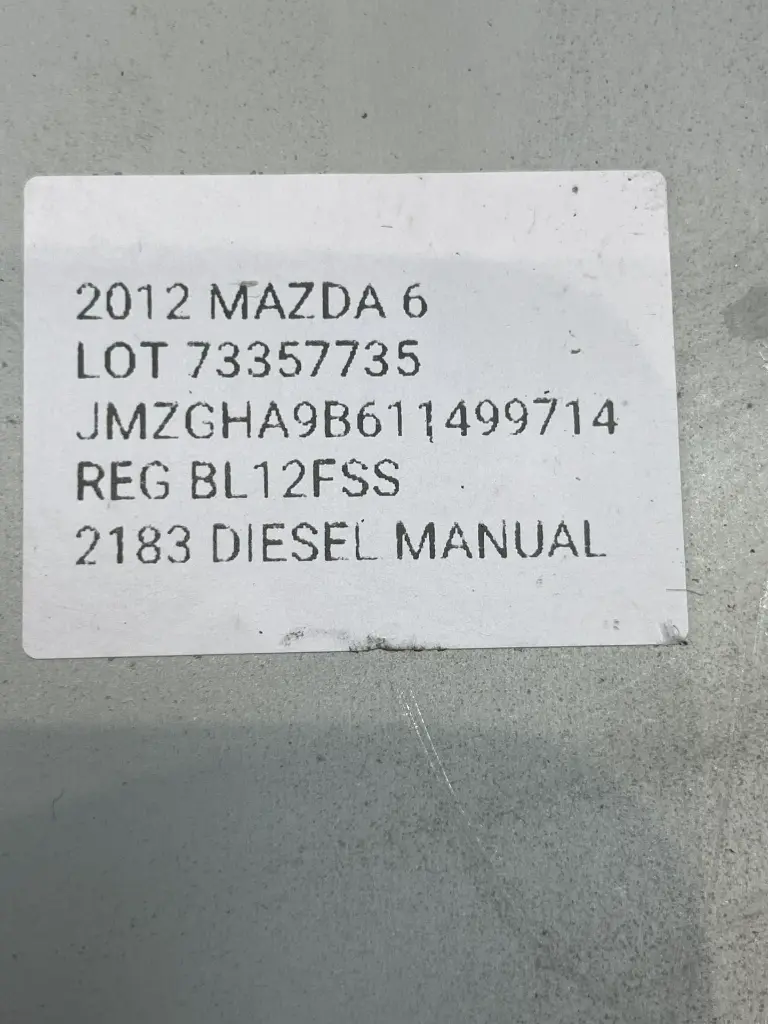 2012 MAZDA 6
LOT 73357735
JMZGHA9B611499714
REG BL12FSS
2183 DIESEL MANUAL